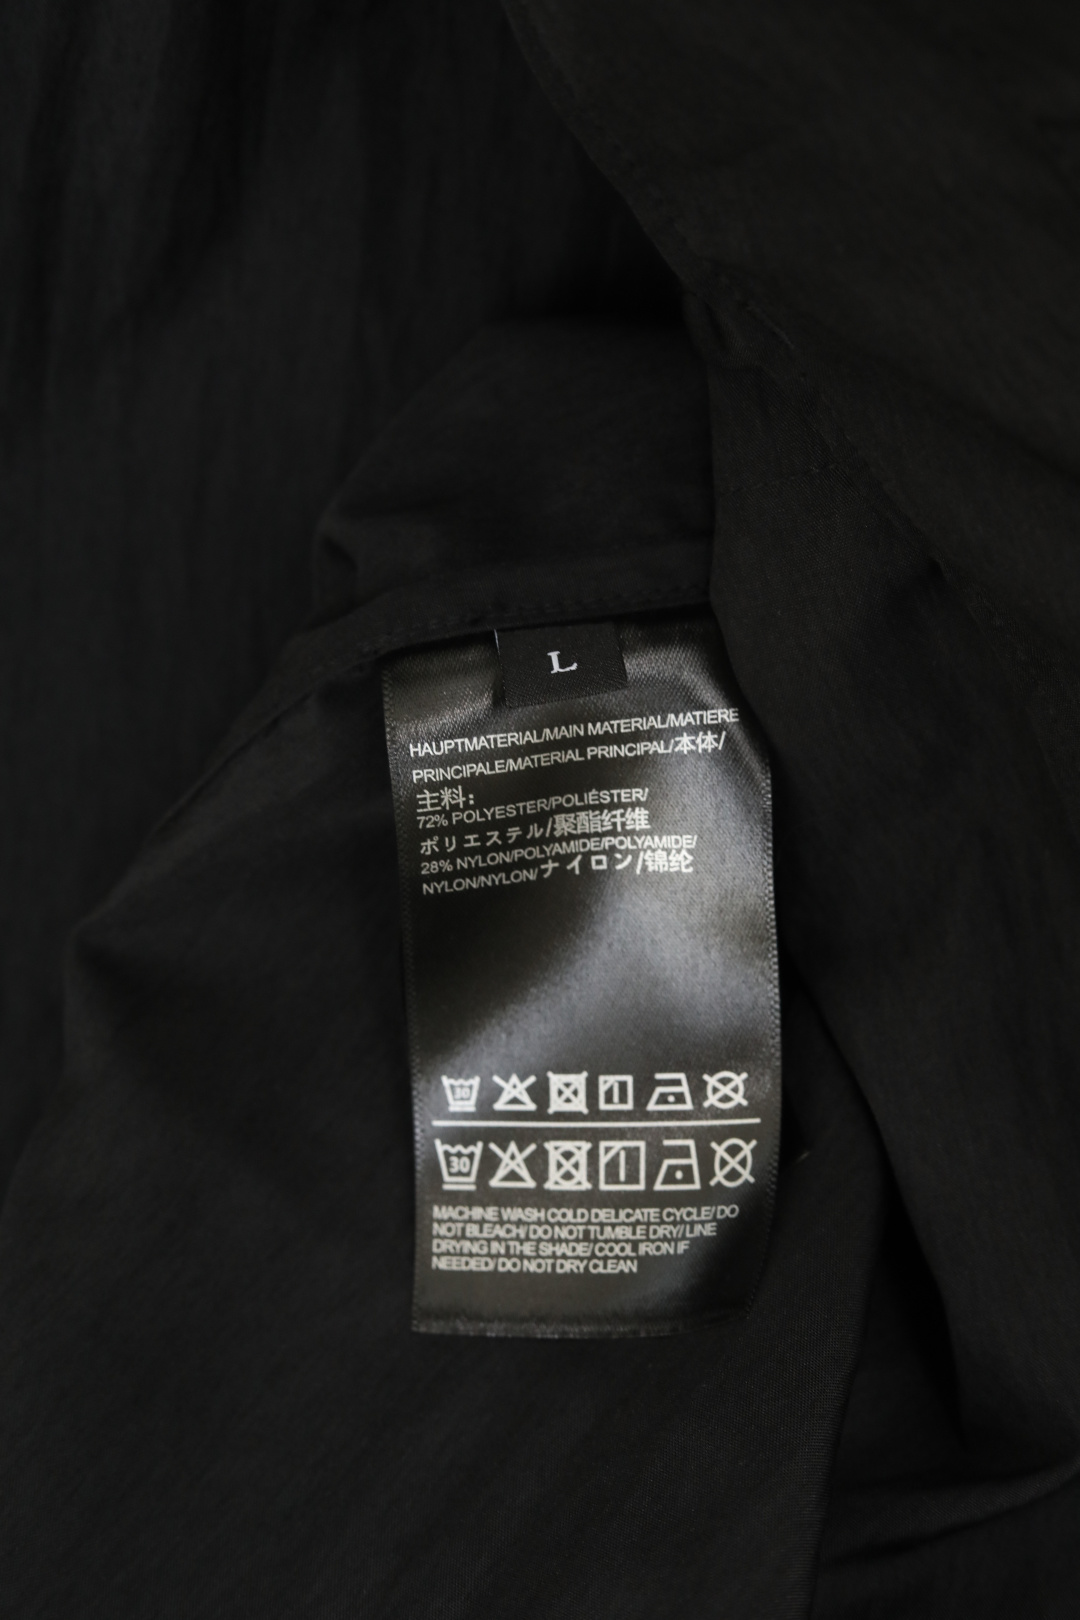 L
HAUPTMATERIAL/MAIN MATERIAL/MATIERE
PRINCIPALE/MATERIAL PRINCIPAL/本体/
主料:
72% POLYESTER/POLIÉSTER/
ポリエステル/聚酯纤维
28% NYLON/POLYAMIDE/POLYAMIDE/
NYLON/NYLON/ナイロン/锦纶
30
30
MACHINE WASH COLD DELICATE CYCLE/ DO
NOT BLEACH/ DO NOT TUMBLE DRY/ LINE
DRYING IN THE SHADE/ COOL IRON IF
NEEDED/ DO NOT DRY CLEAN